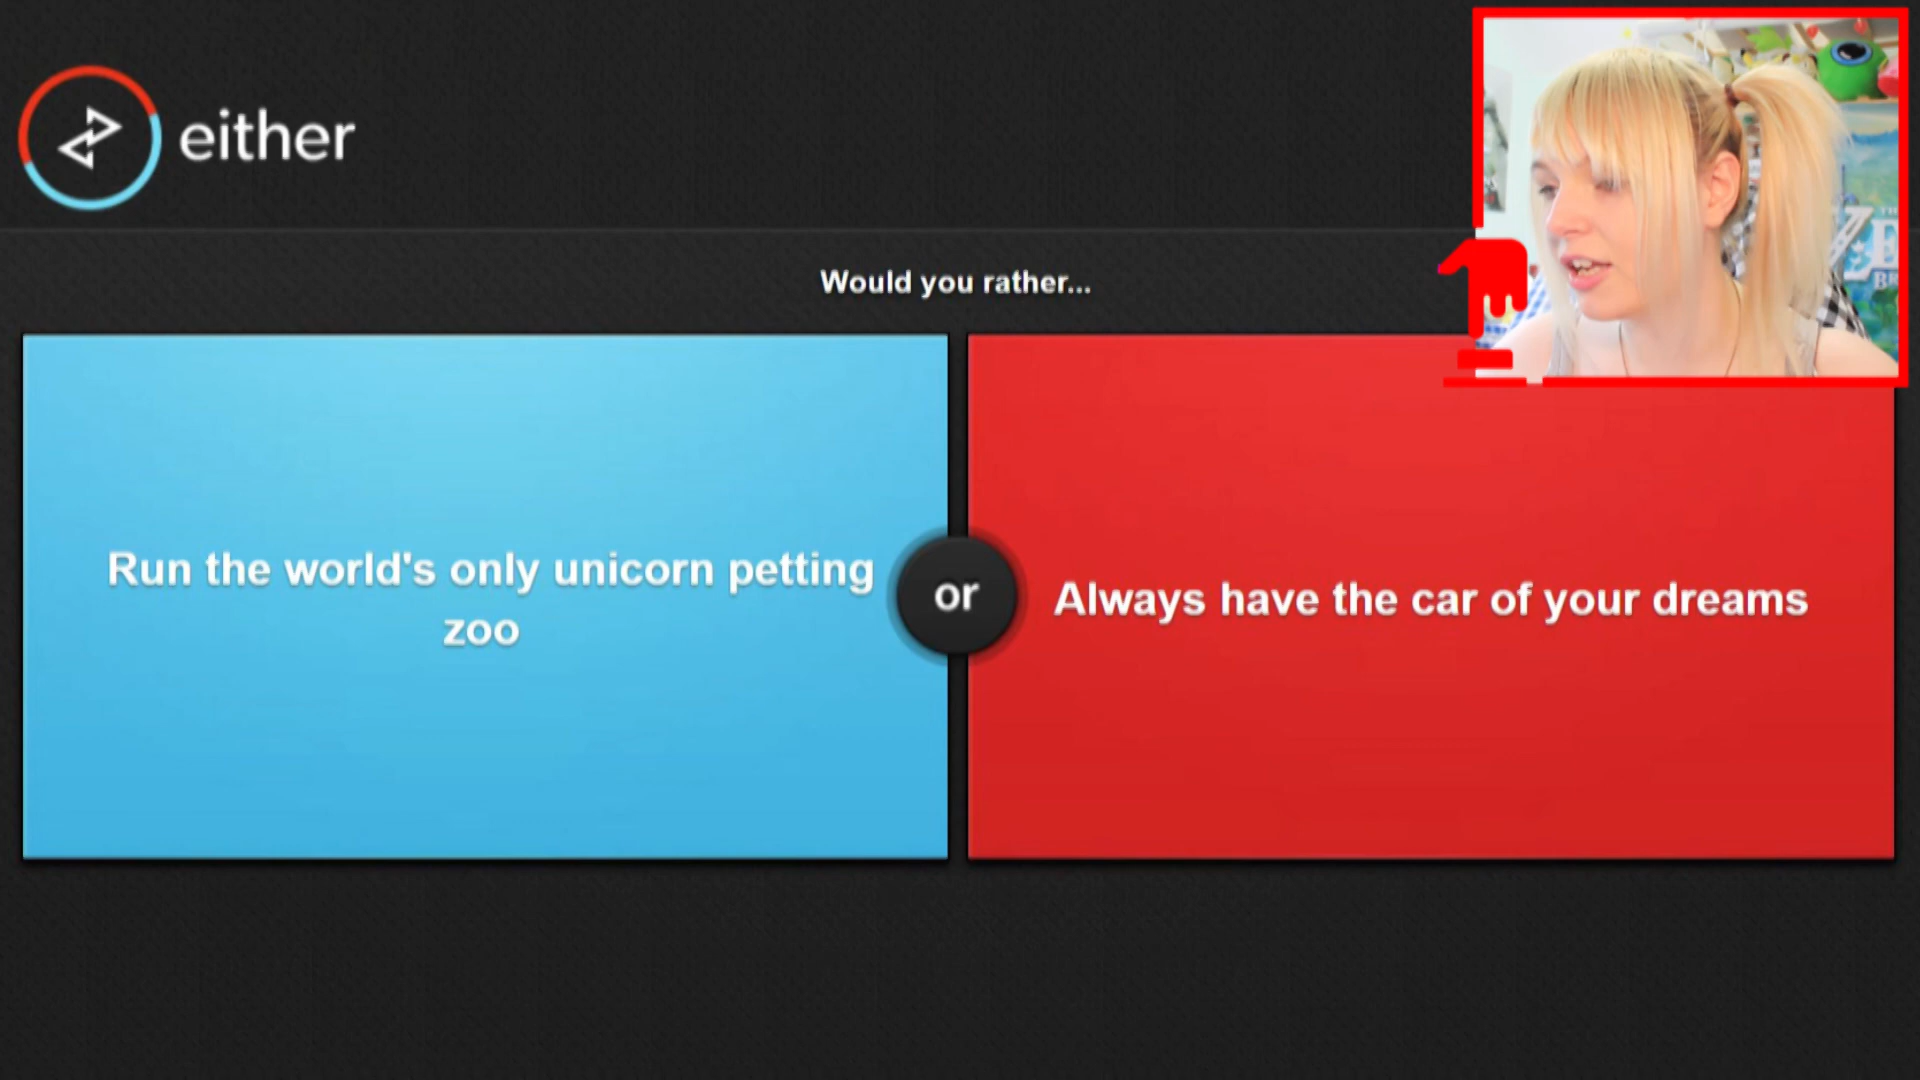 either
Would you rather...
Run the world's only unicorn petting
zoo
or
Always have the car of your dreams